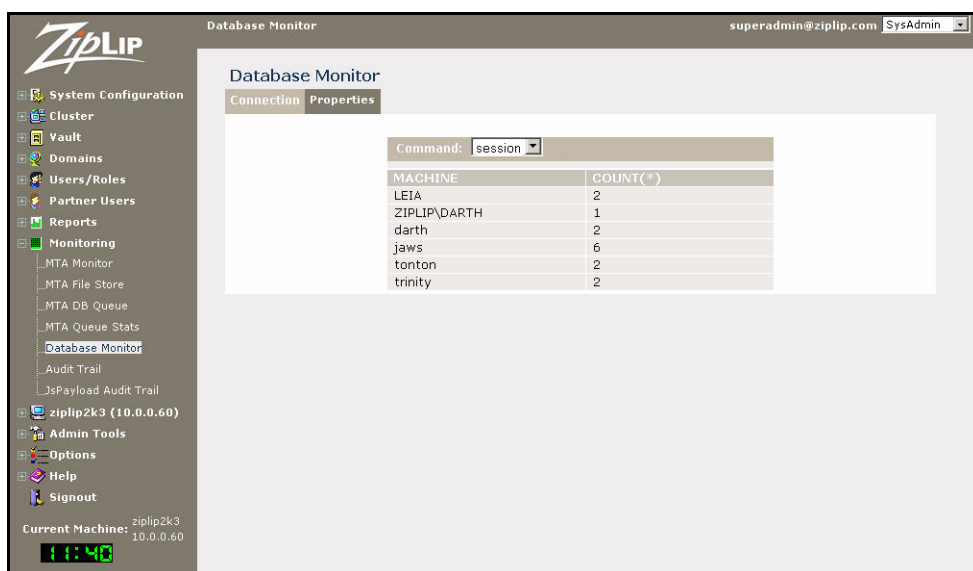 ZIPLIP
Database Monitor
superadmin@ziplip.com SysAdmin
System Configuration
Cluster
Vault
Domains
Users/Roles
Partner Users
Reports
Monitoring
MTA Monitor
MTA File Store
MTA DB Queue
MTA Queue Stats
Database Monitor
Audit Trail
JsPayload Audit Trail
ziplip2k3 (10.0.0.60)
Admin Tools
Options
Help
Signout
Current Machine: ziplip2k3
10.0.0.60
11:40
Database Monitor
Connection Properties
Command: session
MACHINE COUNT(*)
LEIA 2
ZIPLIP\DARTH 1
darth 2
jaws 6
tonton 2
trinity 2